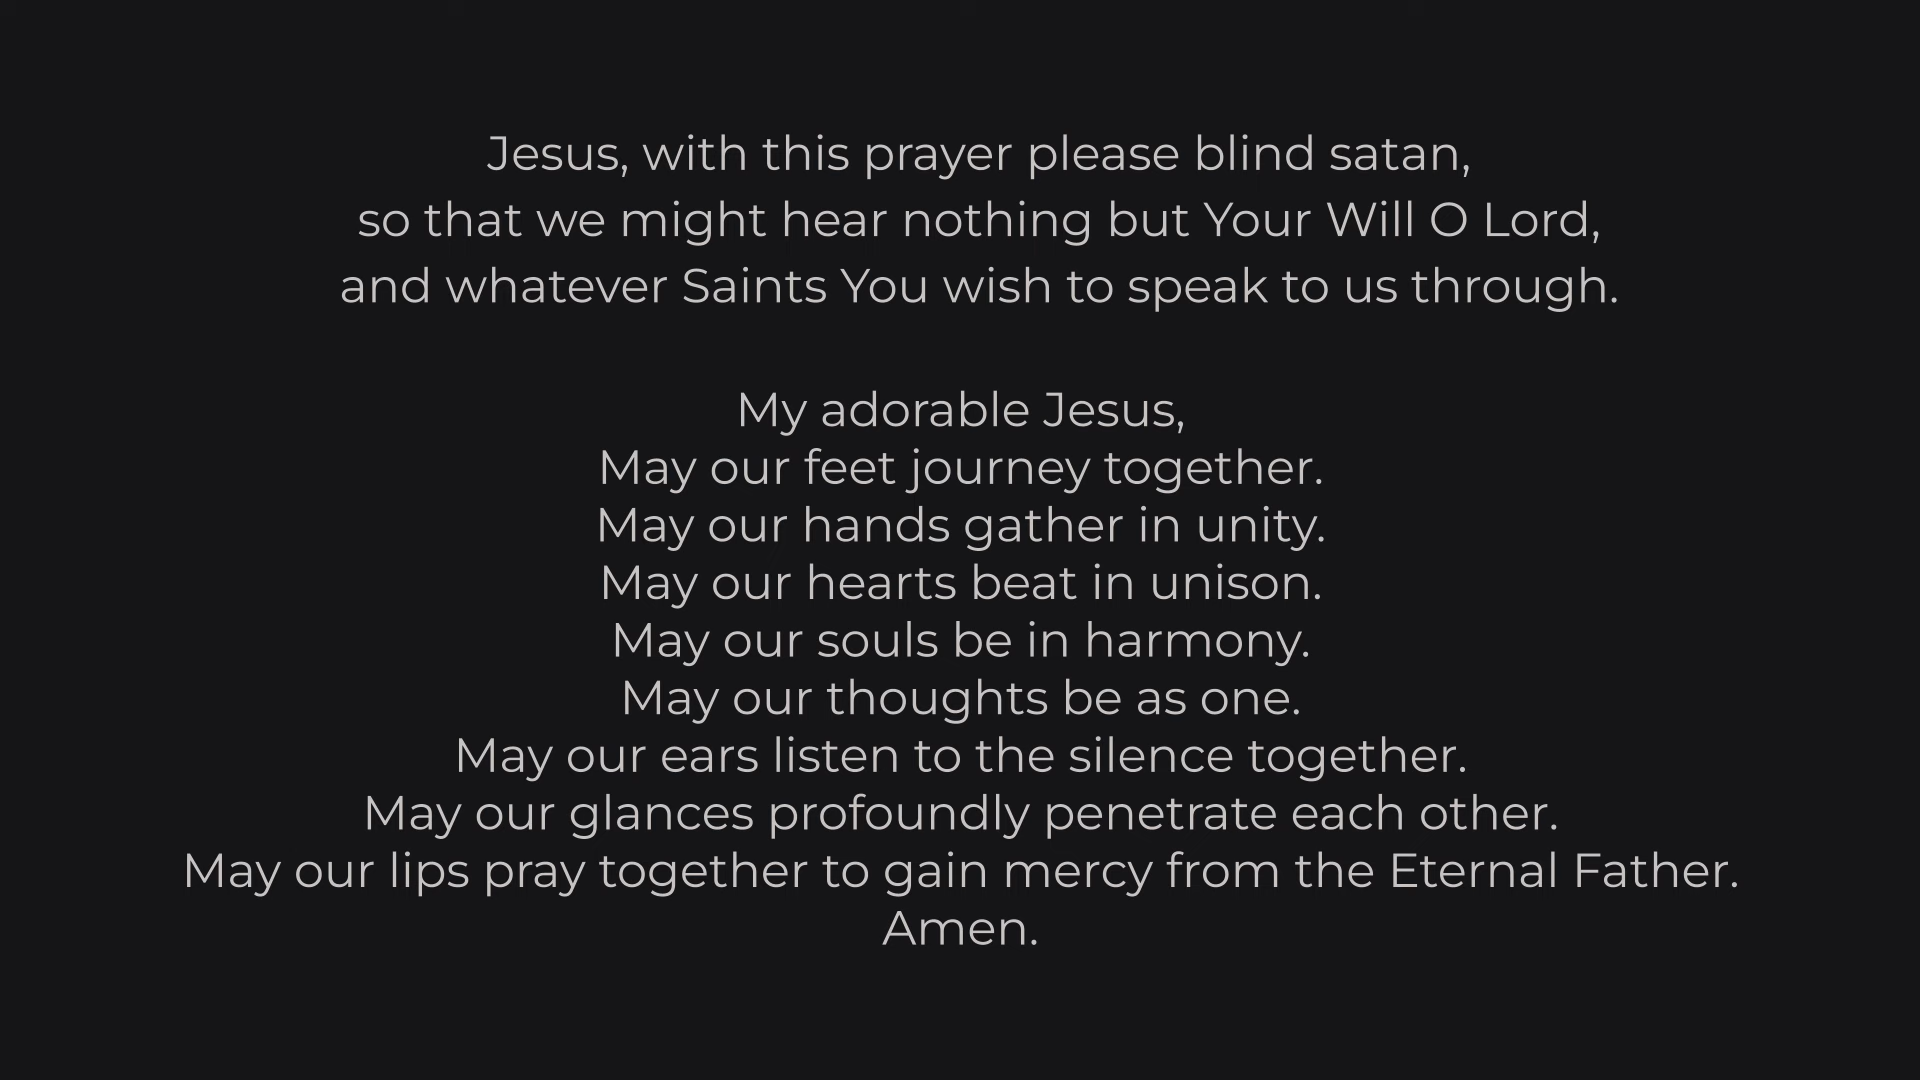 Jesus, with this prayer please blind satan,
so that we might hear nothing but Your Will O Lord,
and whatever Saints You wish to speak to us through.
My adorable Jesus,
May our feet journey together.
May our hands gather in unity.
May our hearts beat in unison.
May our souls be in harmony.
May our thoughts be as one.
May our ears listen to the silence together.
May our glances profoundly penetrate each other.
May our lips pray together to gain mercy from the Eternal Father.
Amen.